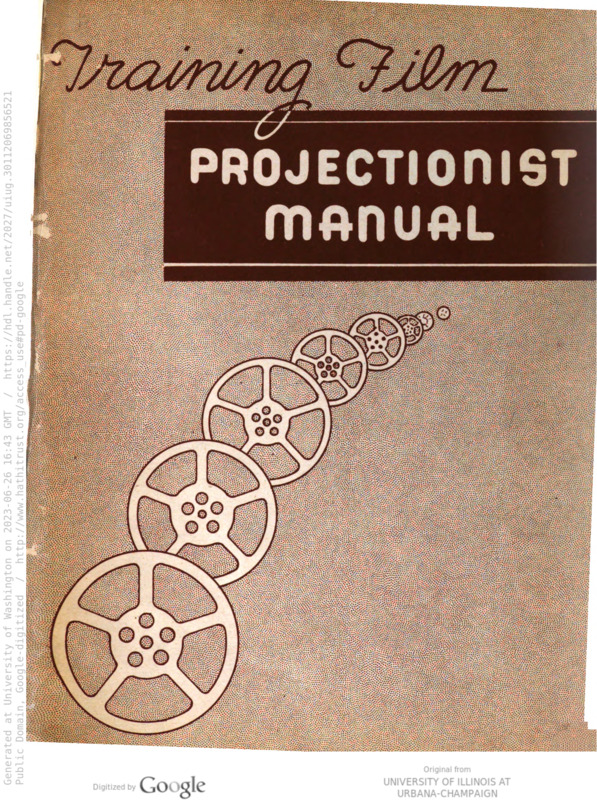 Training Film
PROJECTIONIST
MANUAL
Generated at University of Washington on 2023-06-26 16:43 GMT / https://hdl.handle.net/2027/uiug.30112069856521
Public Domain, Google-digitized / http://www.hathitrust.org/access_use#pd-google
Digitized by Google
Original from
UNIVERSITY OF ILLINOIS AT
URBANA-CHAMPAIGN